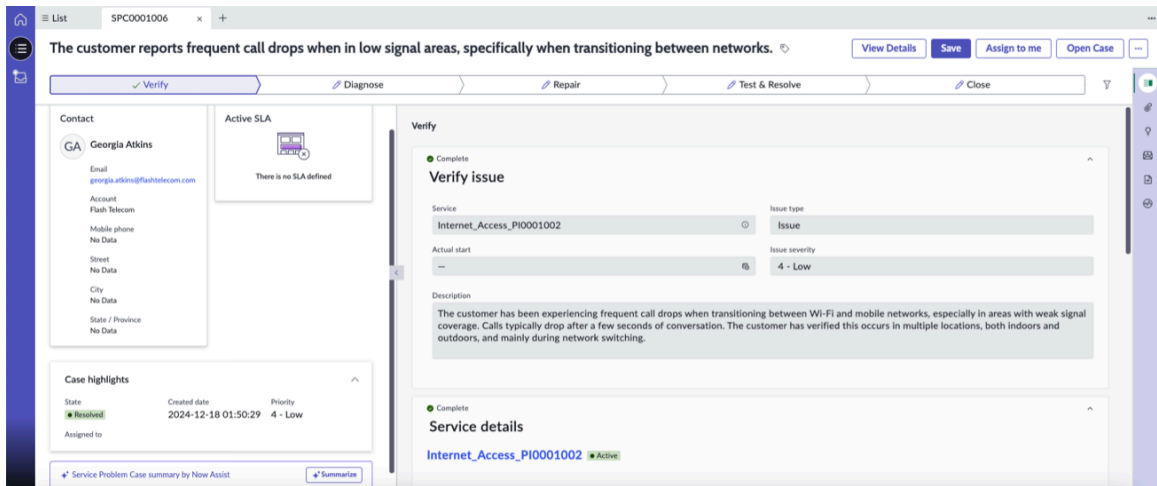 List
SPC0001006
The customer reports frequent call drops when in low signal areas, specifically when transitioning between networks.
View Details
Save
Assign to me
Open Case
Verify
Diagnose
Repair
Test & Resolve
Close
Contact
GA
Georgia Atkins
Email
georgia.atkins@flashtelecom.com
Account
Flash Telecom
Mobile phone
No Data
Street
No Data
City
No Data
State / Province
No Data
Active SLA
There is no SLA defined
Case highlights
State
Resolved
Created date
2024-12-18 01:50:29
Priority
4 - Low
Assigned to
Service Problem Case summary by Now Assist
Summarize
Verify
Complete
Verify issue
Service
Internet_Access_PI0001002
Issue type
Issue
Actual start
—
Issue severity
4 - Low
Description
The customer has been experiencing frequent call drops when transitioning between Wi-Fi and mobile networks, especially in areas with weak signal
coverage. Calls typically drop after a few seconds of conversation. The customer has verified this occurs in multiple locations, both indoors and
outdoors, and mainly during network switching.
Complete
Service details
Internet_Access_PI0001002
Active